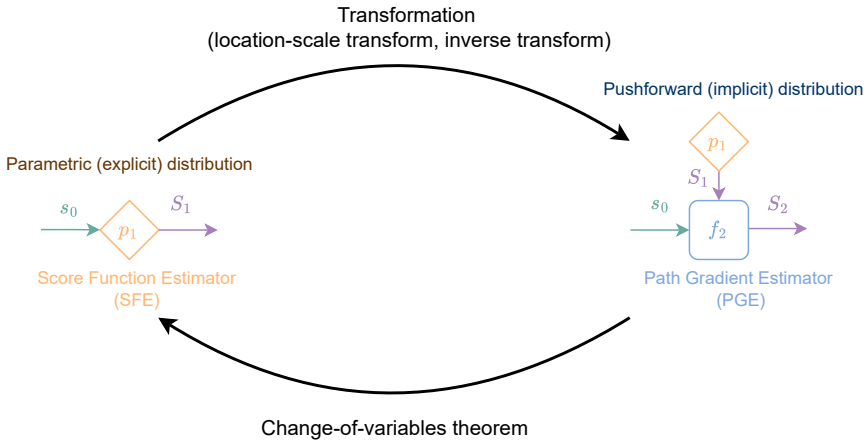 Transformation
(location-scale transform, inverse transform)
Pushforward (implicit) distribution
p₁
Parametric (explicit) distribution
S₁
s₀
S₁
p₁
s₀
S₂
f₂
Score Function Estimator
(SFE)
Path Gradient Estimator
(PGE)
Change-of-variables theorem